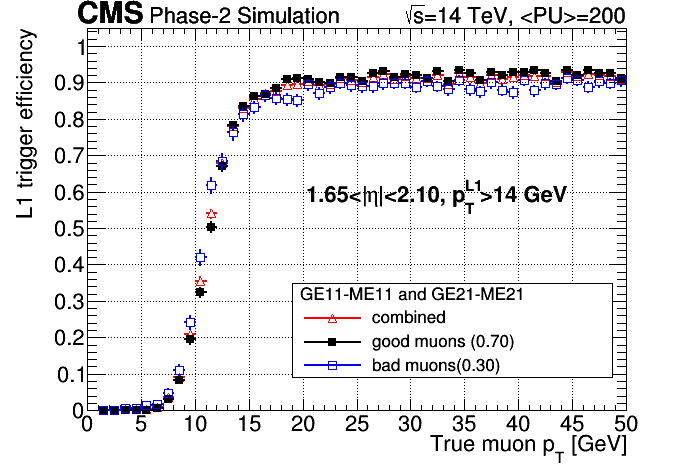 CMS Phase-2 Simulation √s=14 TeV, <PU>=200
L1 trigger efficiency
1
0.9
0.8
0.7
0.6
0.5
0.4
0.3
0.2
0.1
0
1.65<|η|<2.10, p_T^L1>14 GeV
GE11-ME11 and GE21-ME21
combined
good muons (0.70)
bad muons(0.30)
0 5 10 15 20 25 30 35 40 45 50
True muon p_T [GeV]